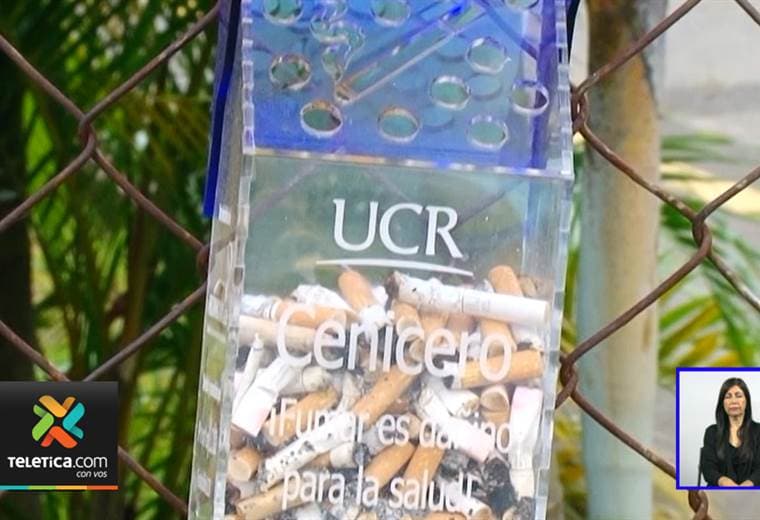 UCR
Cenicero
¡Fumar es dañino
para la salud!
TELETICA.com
con vos